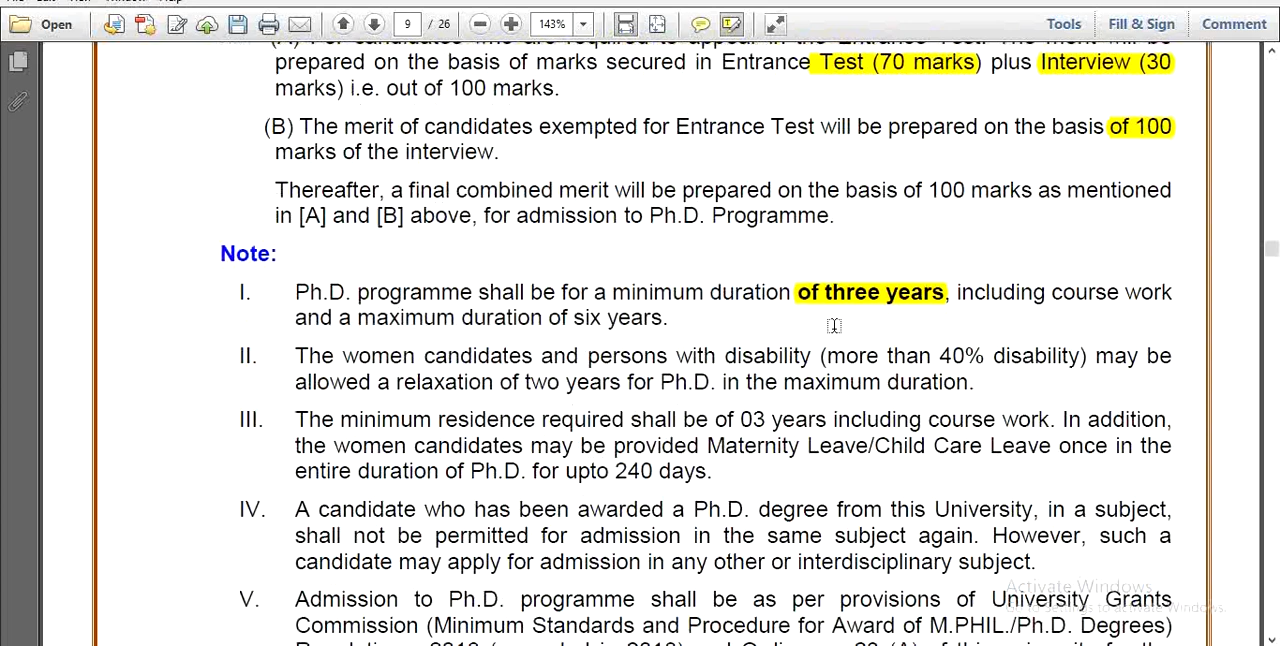 Open
9 / 26
143%
Tools
Fill & Sign
Comment
prepared on the basis of marks secured in Entrance Test (70 marks) plus Interview (30
marks) i.e. out of 100 marks.
(B) The merit of candidates exempted for Entrance Test will be prepared on the basis of 100
marks of the interview.
Thereafter, a final combined merit will be prepared on the basis of 100 marks as mentioned
in [A] and [B] above, for admission to Ph.D. Programme.
Note:
I. Ph.D. programme shall be for a minimum duration of three years, including course work
and a maximum duration of six years.
II. The women candidates and persons with disability (more than 40% disability) may be
allowed a relaxation of two years for Ph.D. in the maximum duration.
III. The minimum residence required shall be of 03 years including course work. In addition,
the women candidates may be provided Maternity Leave/Child Care Leave once in the
entire duration of Ph.D. for upto 240 days.
IV. A candidate who has been awarded a Ph.D. degree from this University, in a subject,
shall not be permitted for admission in the same subject again. However, such a
candidate may apply for admission in any other or interdisciplinary subject.
Activate Windows
V. Admission to Ph.D. programme shall be as per provisions of University Grants
Go to Settings to activate Windows.
Commission (Minimum Standards and Procedure for Award of M.PHIL./Ph.D. Degrees)